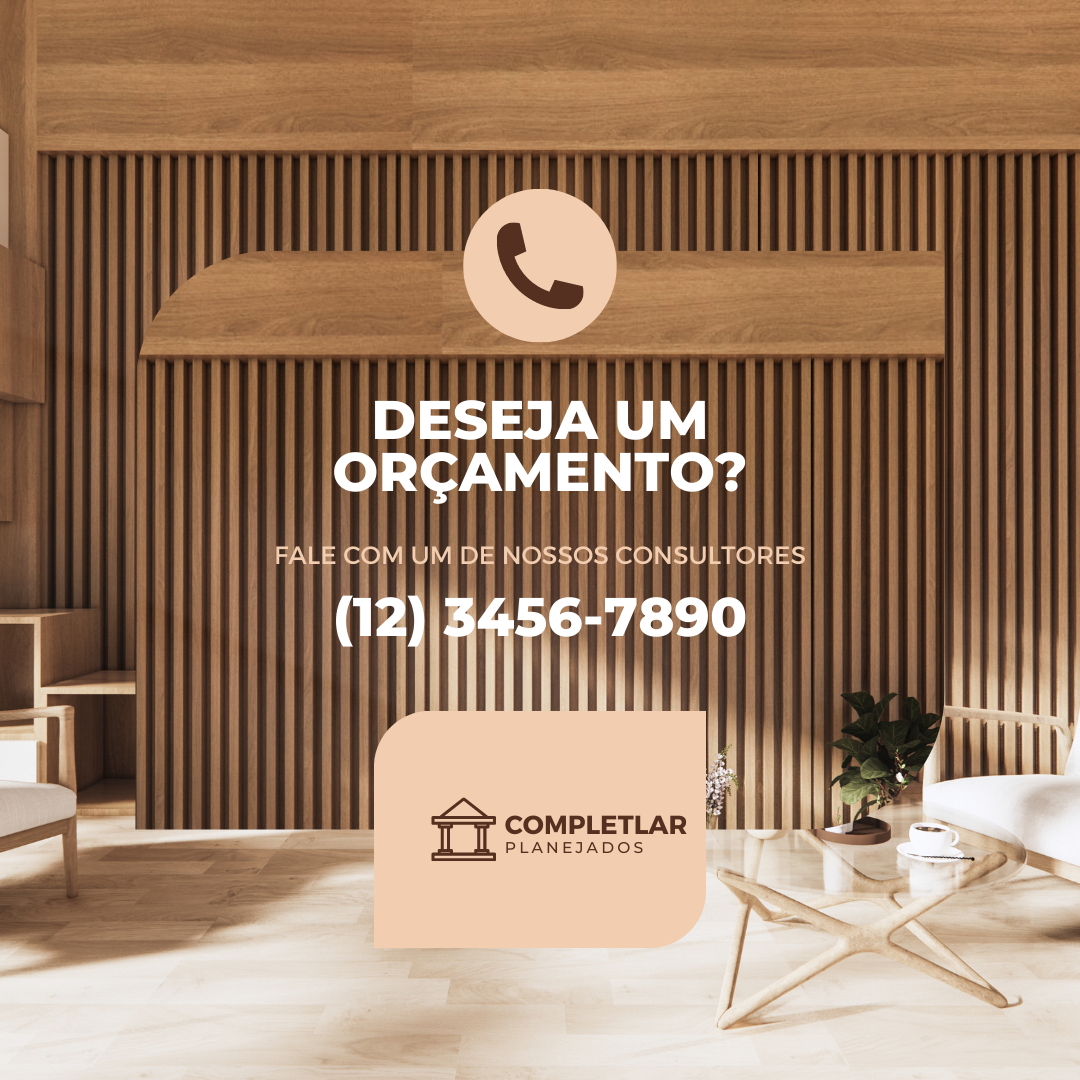 DESEJA UM
ORÇAMENTO?
FALE COM UM DE NOSSOS CONSULTORES
(12) 3456-7890
COMPLETLAR
PLANEJADOS